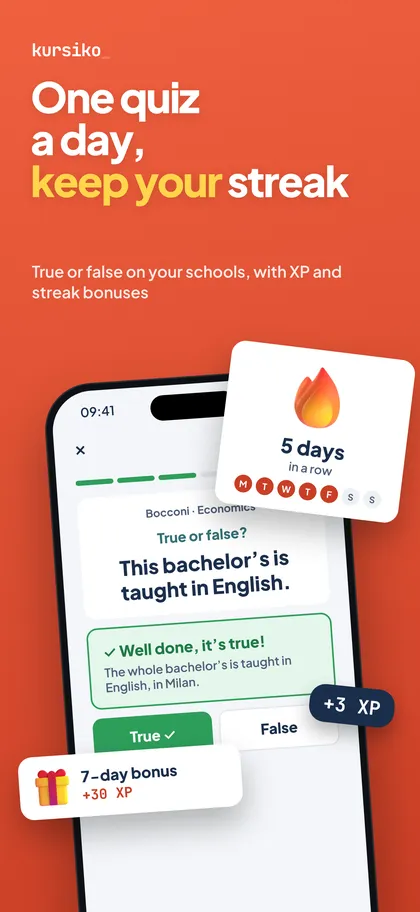 kursiko_
One quiz
a day,
keep your streak
True or false on your schools, with XP and
streak bonuses
09:41
5 days
in a row
M T W T F S S
×
Bocconi · Economics
True or false?
This bachelor's is
taught in English.
✓ Well done, it's true!
The whole bachelor's is taught in
English, in Milan.
+3 XP
True ✓
False
7-day bonus
+30 XP